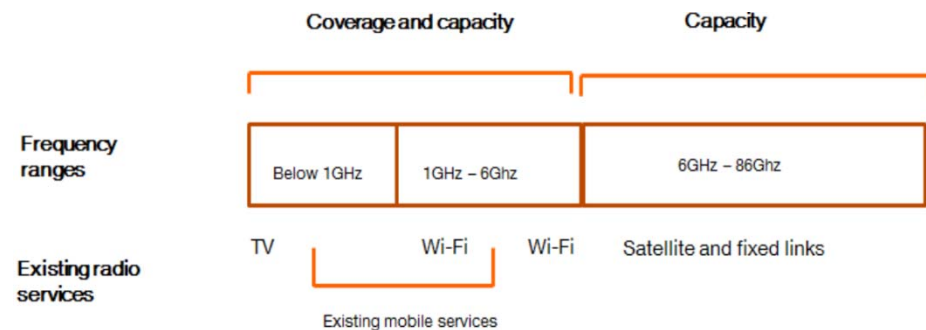 Coverage and capacity
Capacity
Frequency
ranges
Below 1GHz
1GHz – 6Ghz
6GHz – 86Ghz
TV
Wi-Fi
Wi-Fi
Satellite and fixed links
Existing radio
services
Existing mobile services